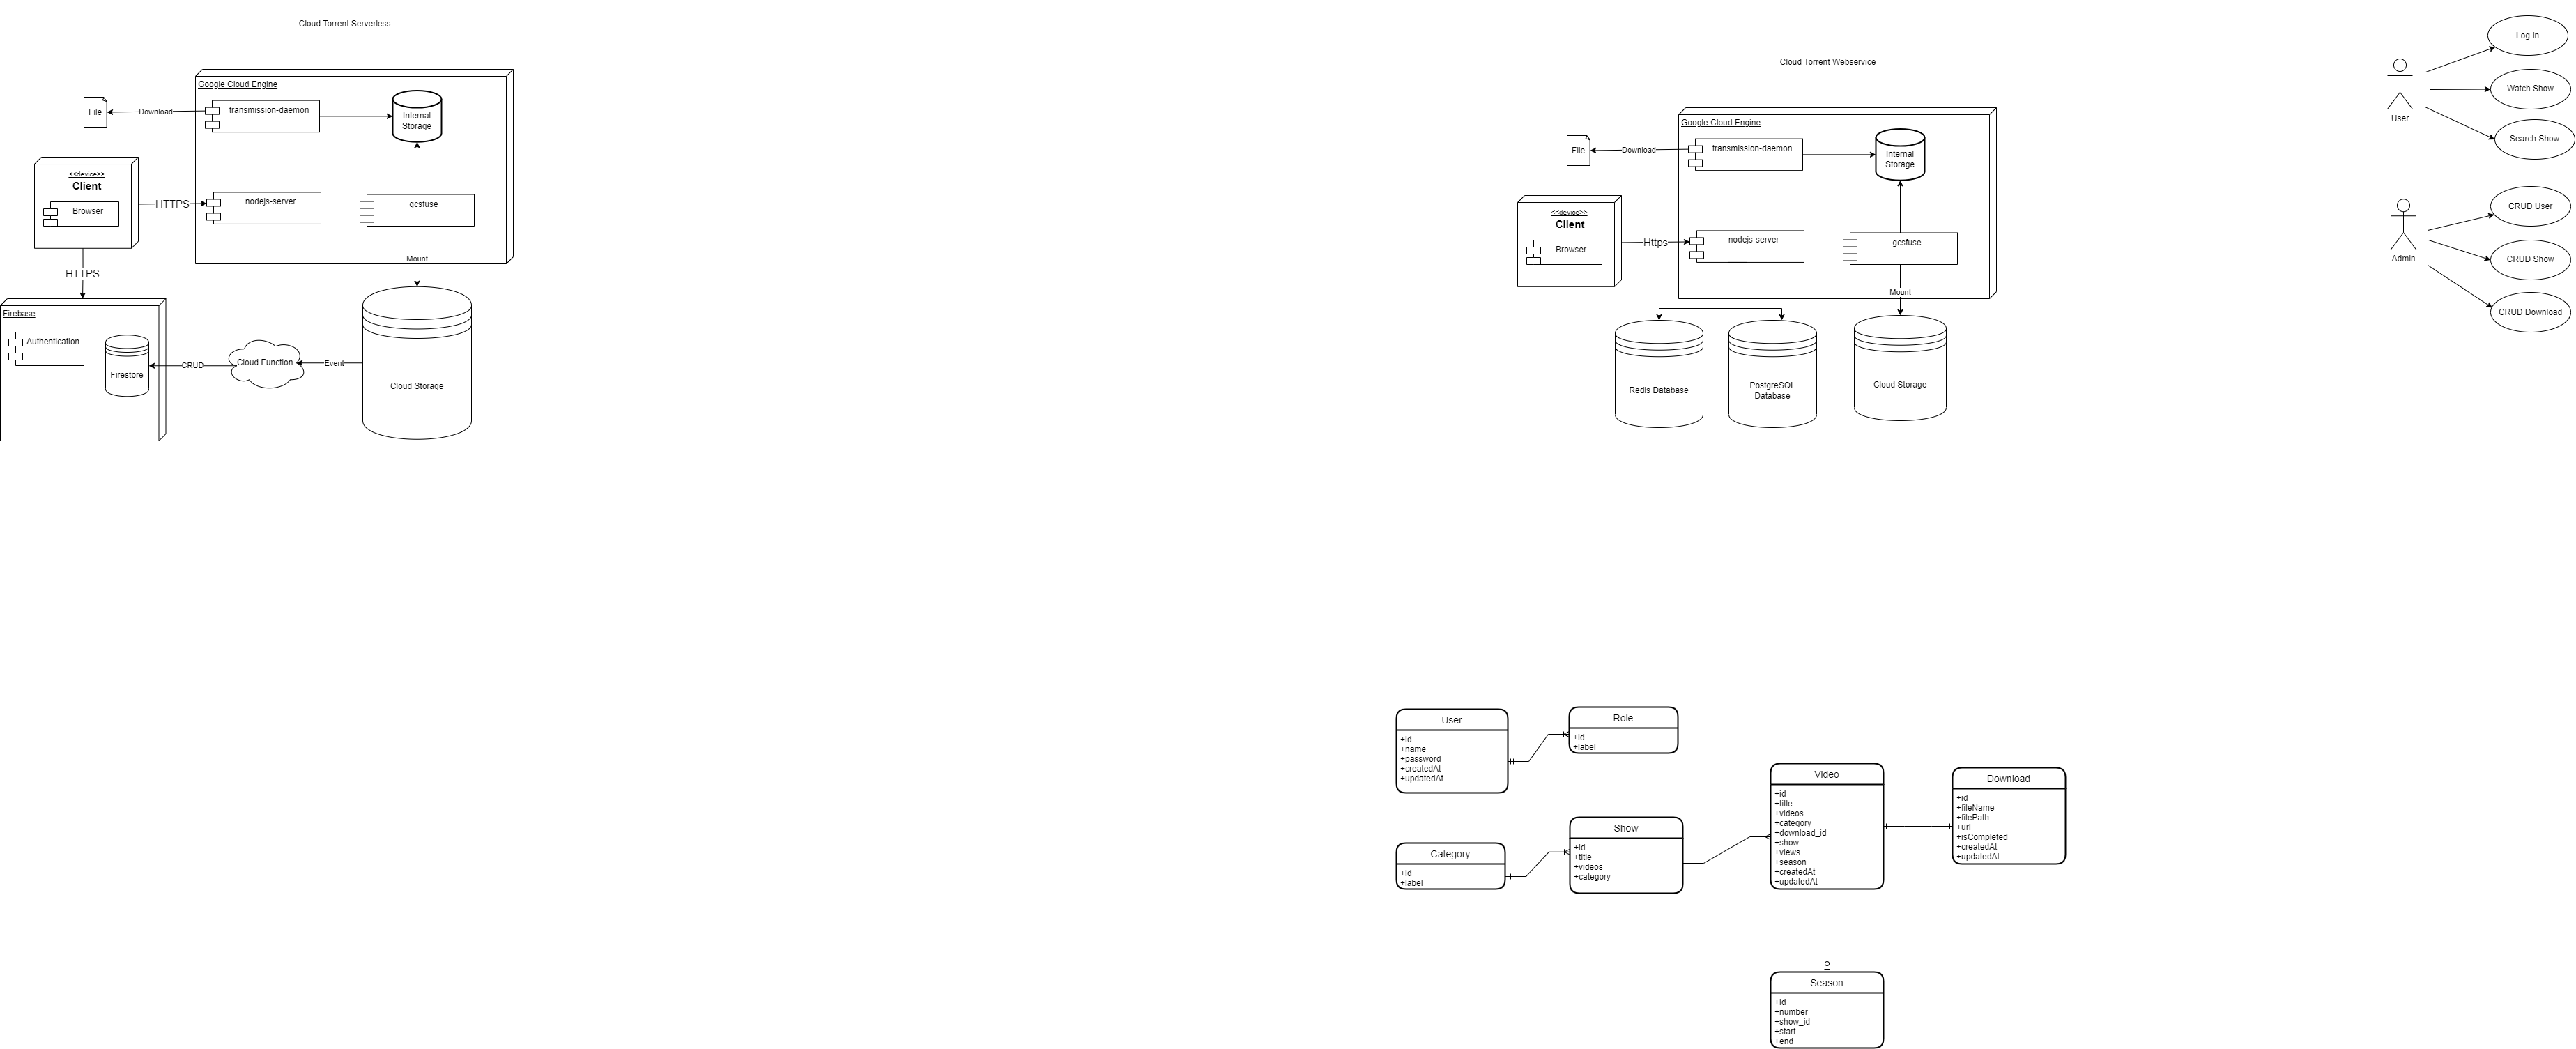 Cloud Torrent Serverless
Google Cloud Engine
File
Download
transmission-daemon
Internal
Storage
<<device>>
Client
Browser
HTTPS
nodejs-server
gcsfuse
Mount
HTTPS
Firebase
Authentication
Firestore
CRUD
Cloud Function
Event
Cloud Storage
Cloud Torrent Webservice
Google Cloud Engine
File
Download
transmission-daemon
Internal
Storage
<<device>>
Client
Browser
Https
nodejs-server
gcsfuse
Mount
Redis Database
PostgreSQL
Database
Cloud Storage
User
Log-in
Watch Show
Search Show
Admin
CRUD User
CRUD Show
CRUD Download
User
+id
+name
+password
+createdAt
+updatedAt
Role
+id
+label
Category
+id
+label
Show
+id
+title
+videos
+category
Video
+id
+title
+videos
+category
+download_id
+show
+views
+season
+createdAt
+updatedAt
Download
+id
+fileName
+filePath
+url
+isCompleted
+createdAt
+updatedAt
Season
+id
+number
+show_id
+start
+end